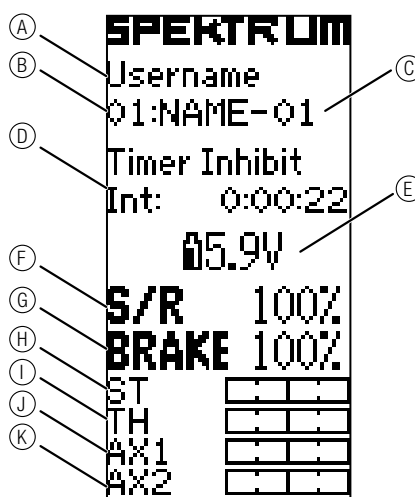 SPEKTRUM
A Username
B 01:NAME-01 C
Timer Inhibit
D Int: 0:00:22
5.9V E
F S/R 100%
G BRAKE 100%
H ST
I TH
J AX1
K AX2